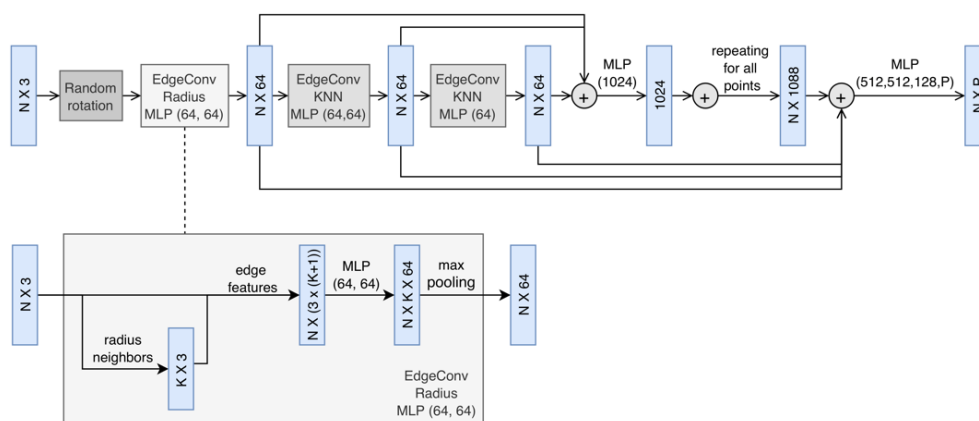 N X 3
Random
rotation
EdgeConv
Radius
MLP (64, 64)
N X 64
EdgeConv
KNN
MLP (64,64)
N X 64
EdgeConv
KNN
MLP (64)
N X 64
+
MLP
(1024)
1024
+
repeating
for all
points
N X 1088
+
MLP
(512,512,128,P)
N X 3
radius
neighbors
K X 3
edge
features
N X (3 x (K+1))
MLP
(64, 64)
N X K X 64
max
pooling
N X 64
EdgeConv
Radius
MLP (64, 64)